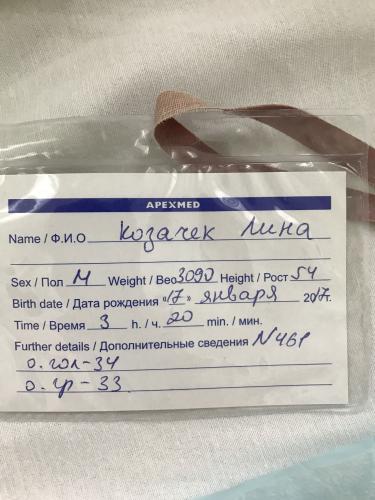 APEXMED
Name / Ф.И.О Козачек Лина
Sex / Пол М Weight / Вес 3090 Height / Рост 54
Birth date / Дата рождения «17» января 2017г.
Time / Время 3 h. / ч. 20 min. / мин.
Further details / Дополнительные сведения N461
о. гол - 34
о. гр - 33